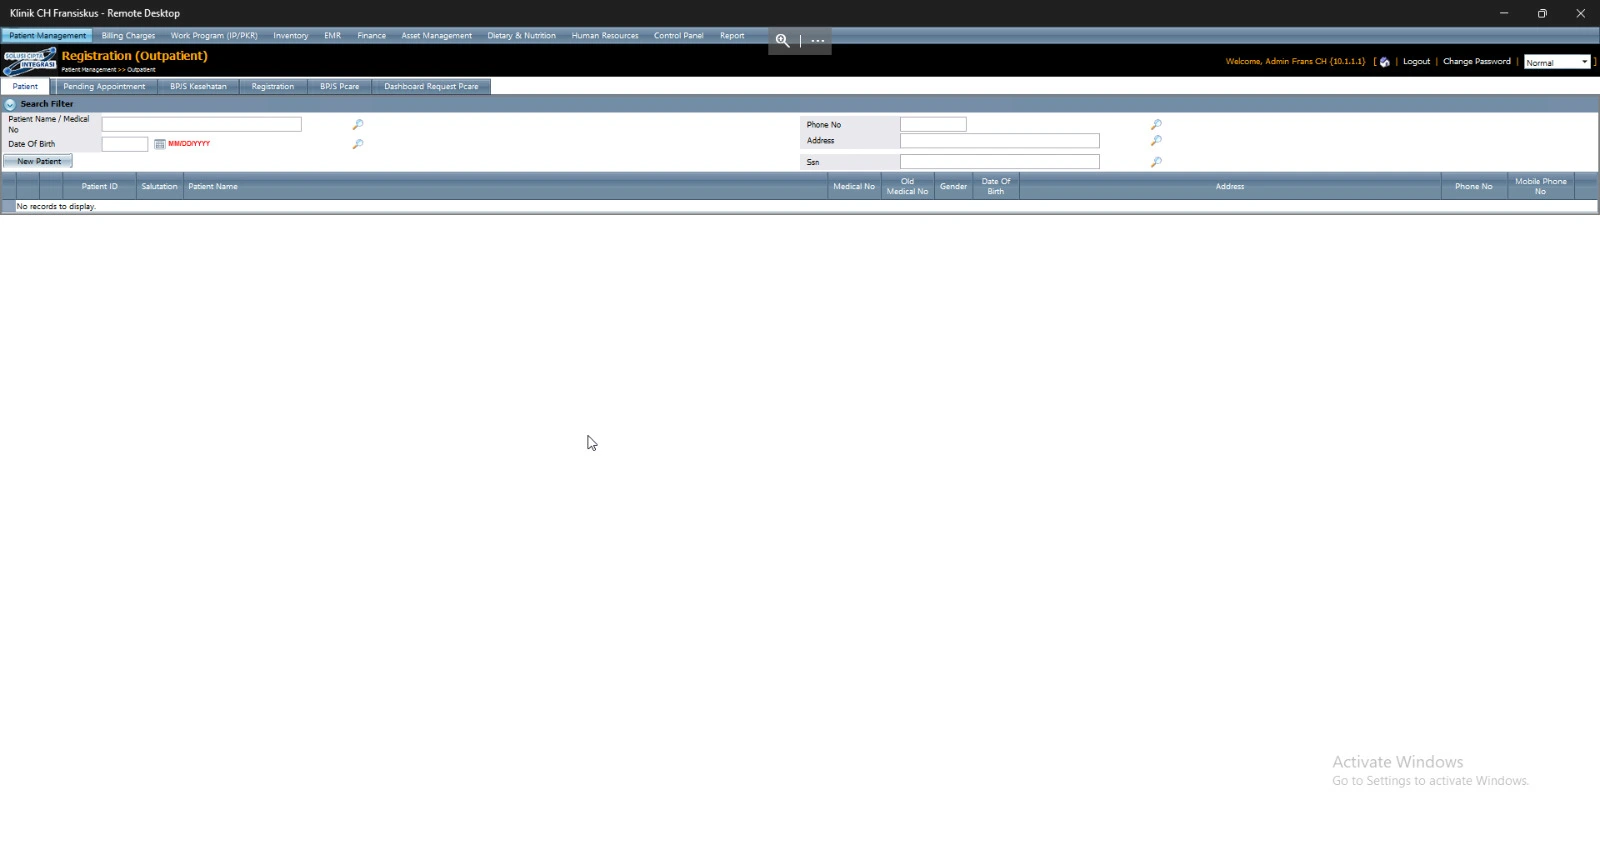 Klinik CH Fransiskus - Remote Desktop
Patient Management Billing Charges Work Program (IP/PKR) Inventory EMR Finance Asset Management Dietary & Nutrition Human Resources Control Panel Report
SOLUSI CIPTA INTEGRASI
Registration (Outpatient)
Patient Management >> Outpatient
Welcome, Admin Frans CH (10.1.1.1) [ | Logout | Change Password | Normal ]
Patient Pending Appointment BPJS Kesehatan Registration BPJS Pcare Dashboard Request Pcare
Search Filter
Patient Name / Medical No
Phone No
Date Of Birth MM/DD/YYYY
Address
New Patient
Ssn
Patient ID Salutation Patient Name Medical No Old Medical No Gender Date Of Birth Address Phone No Mobile Phone No
No records to display.
Activate Windows
Go to Settings to activate Windows.